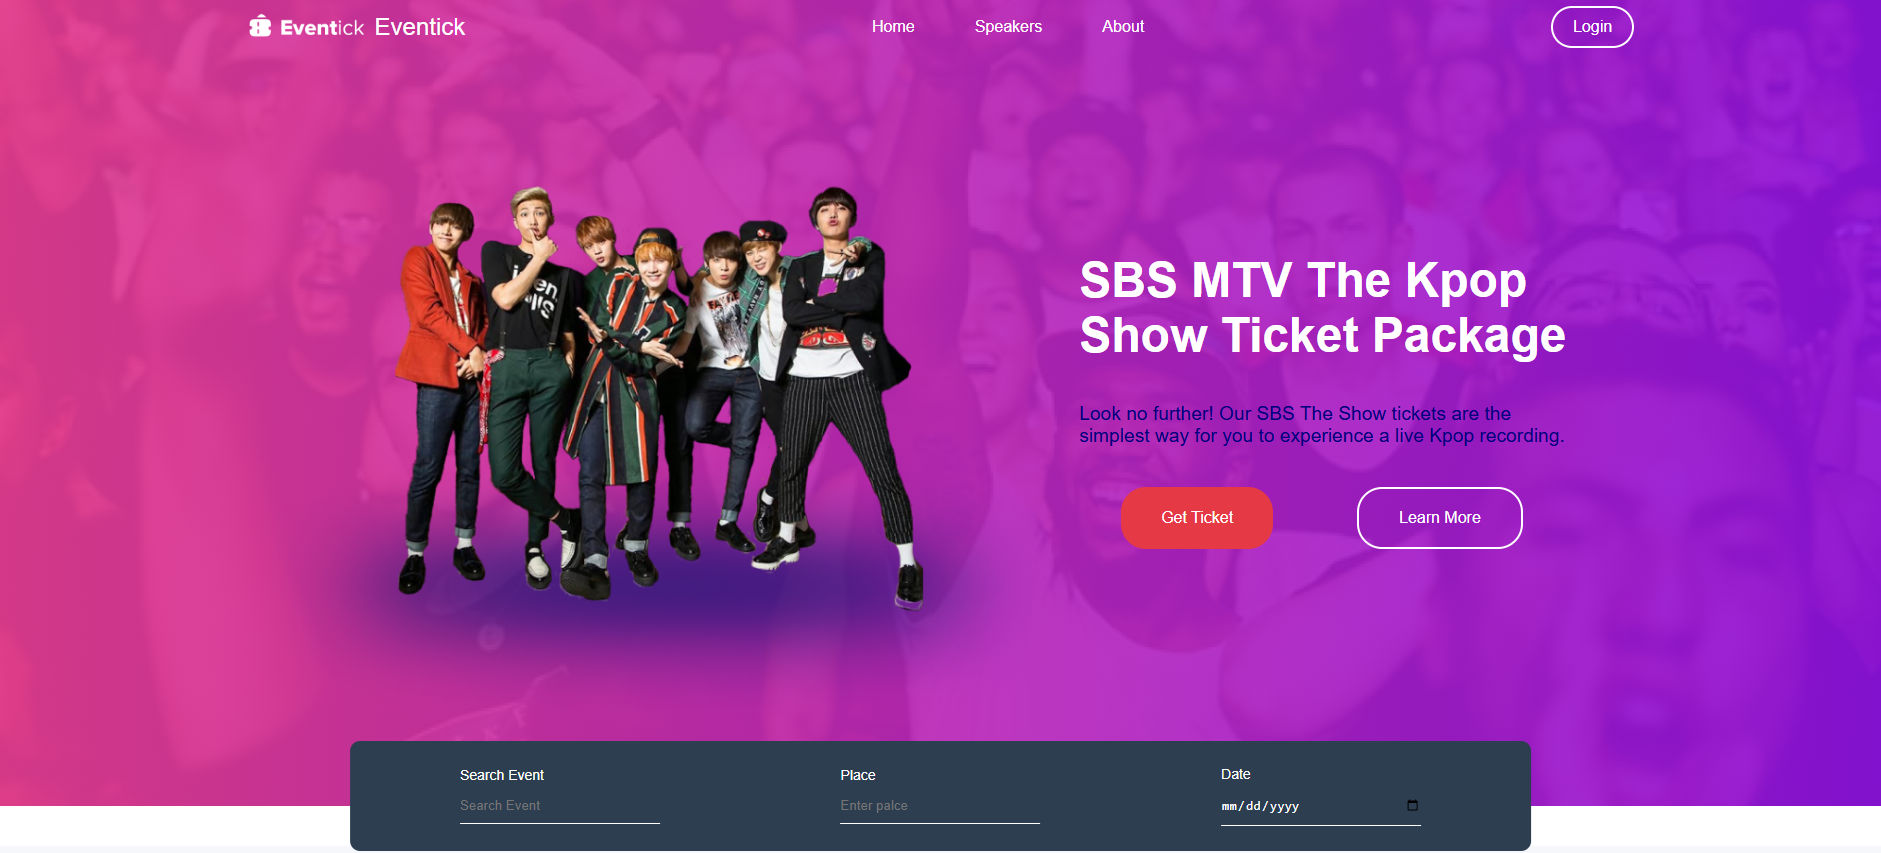 Eventick Eventick
Home
Speakers
About
Login
SBS MTV The Kpop
Show Ticket Package
Look no further! Our SBS The Show tickets are the
simplest way for you to experience a live Kpop recording.
Get Ticket
Learn More
Search Event
Place
Date
Search Event
Enter palce
mm/dd/yyyy